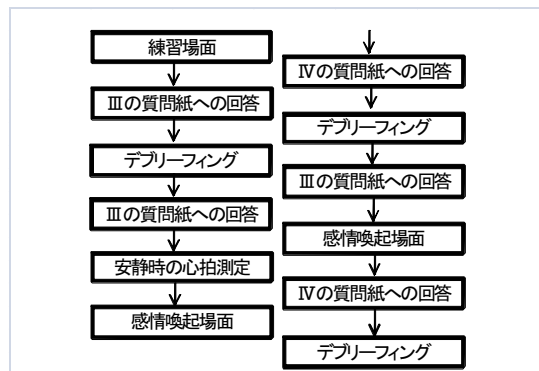 練習場面
Ⅲの質問紙への回答
デブリーフィング
Ⅲの質問紙への回答
安静時の心拍測定
感情喚起場面
Ⅳの質問紙への回答
デブリーフィング
Ⅲの質問紙への回答
感情喚起場面
Ⅳの質問紙への回答
デブリーフィング